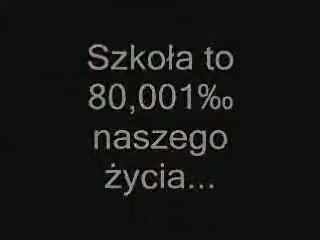 Szkoła to
80,001‰
naszego
życia...